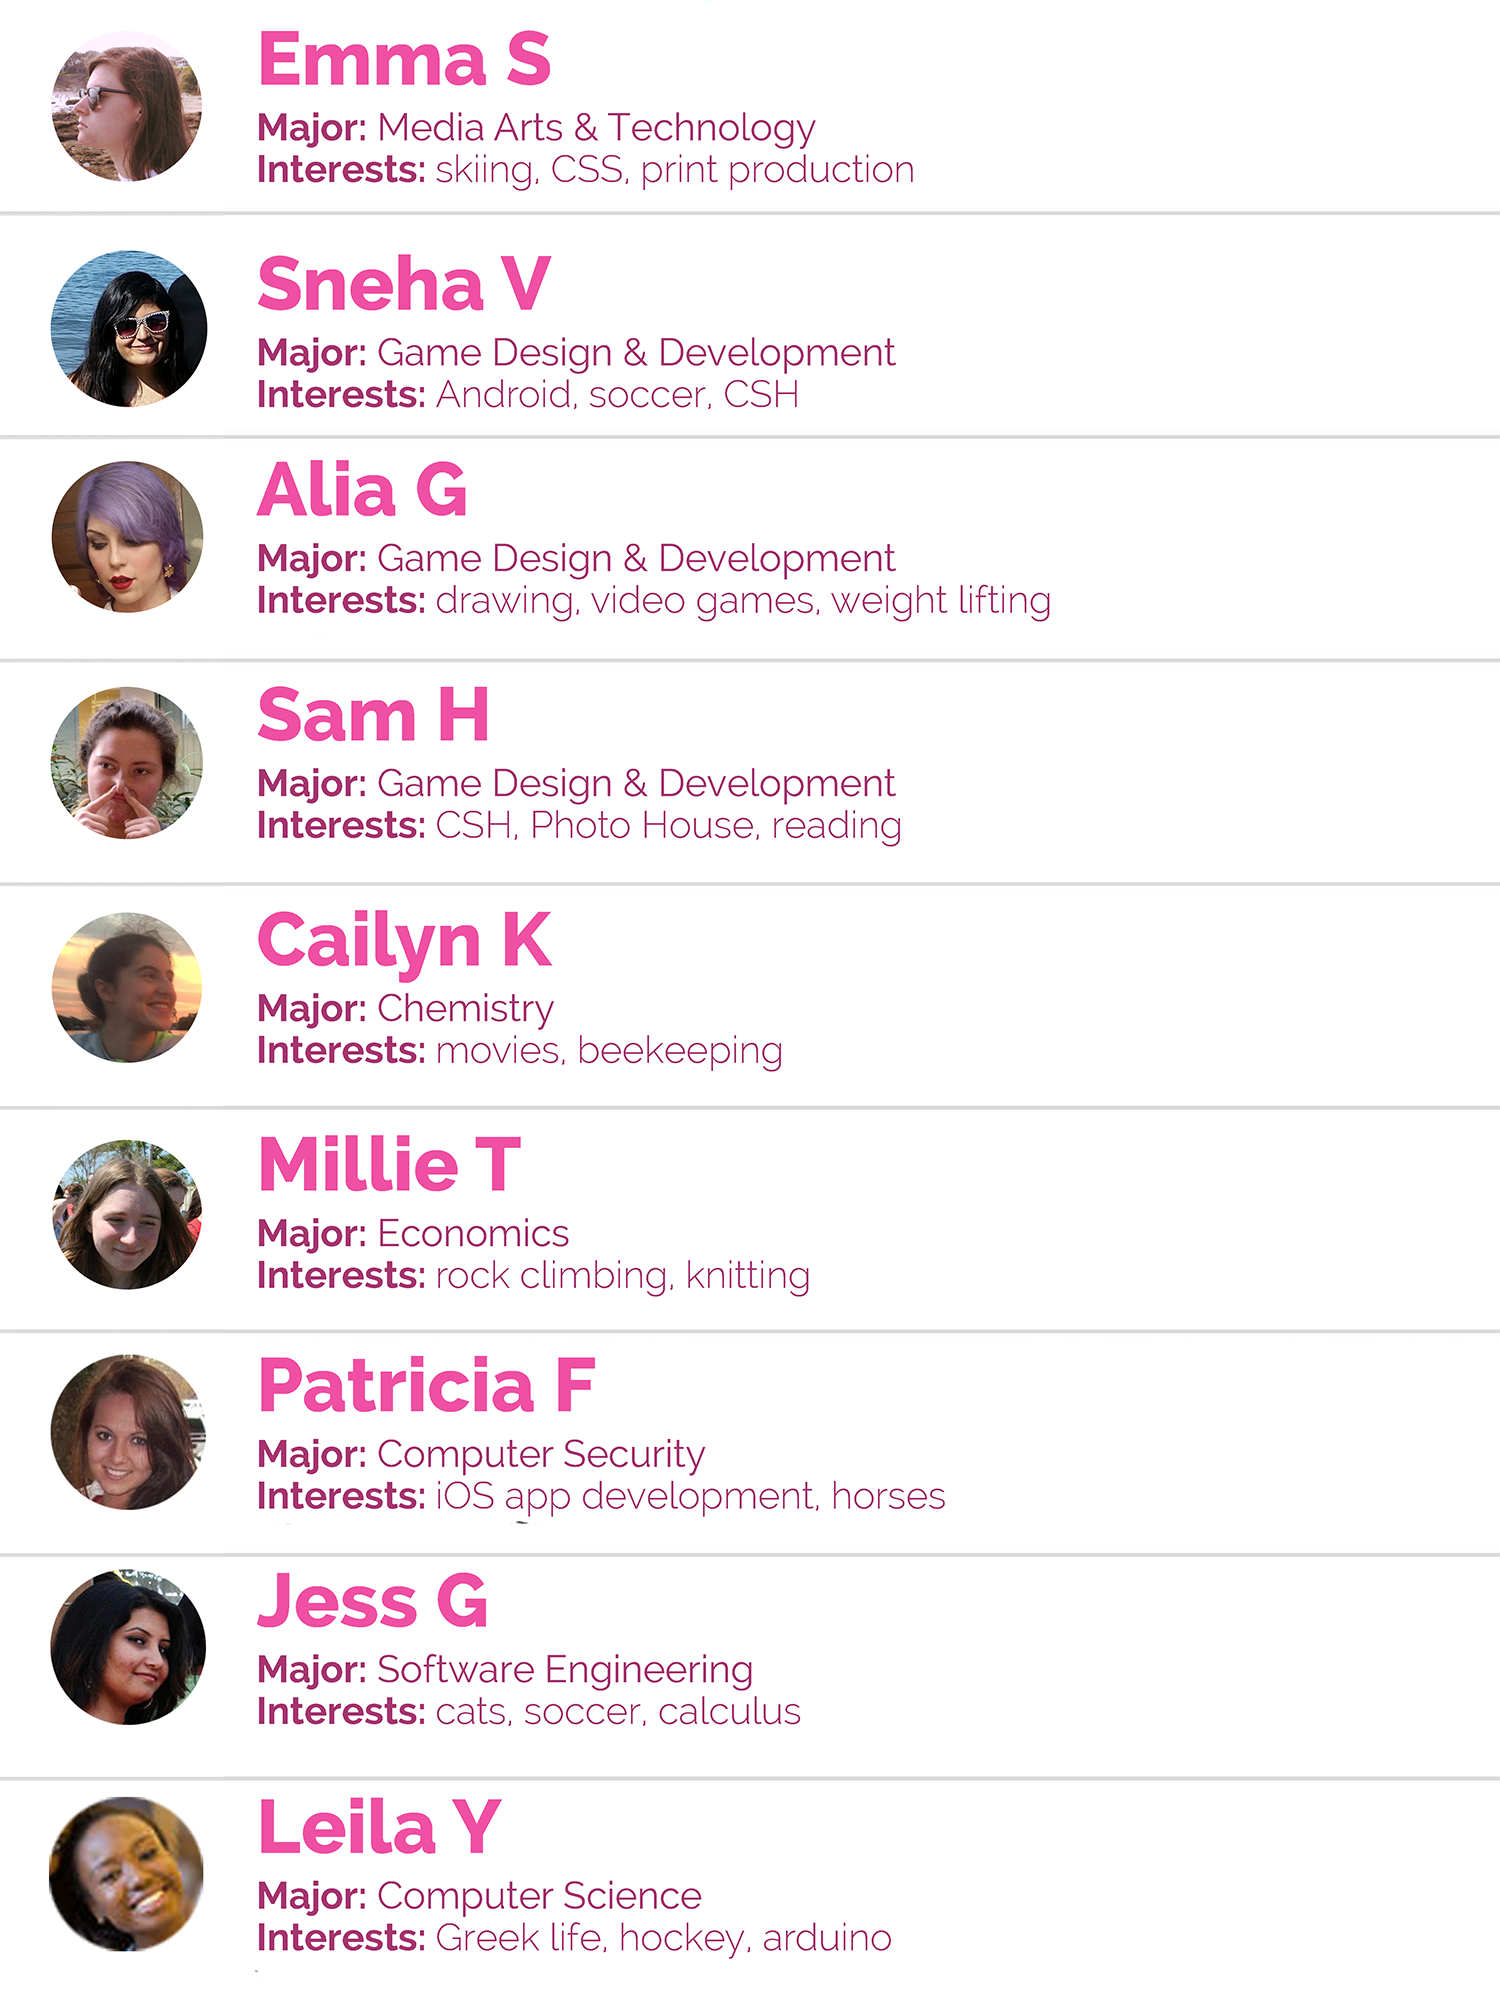 Emma S
Major: Media Arts & Technology
Interests: skiing, CSS, print production
Sneha V
Major: Game Design & Development
Interests: Android, soccer, CSH
Alia G
Major: Game Design & Development
Interests: drawing, video games, weight lifting
Sam H
Major: Game Design & Development
Interests: CSH, Photo House, reading
Cailyn K
Major: Chemistry
Interests: movies, beekeeping
Millie T
Major: Economics
Interests: rock climbing, knitting
Patricia F
Major: Computer Security
Interests: iOS app development, horses
Jess G
Major: Software Engineering
Interests: cats, soccer, calculus
Leila Y
Major: Computer Science
Interests: Greek life, hockey, arduino